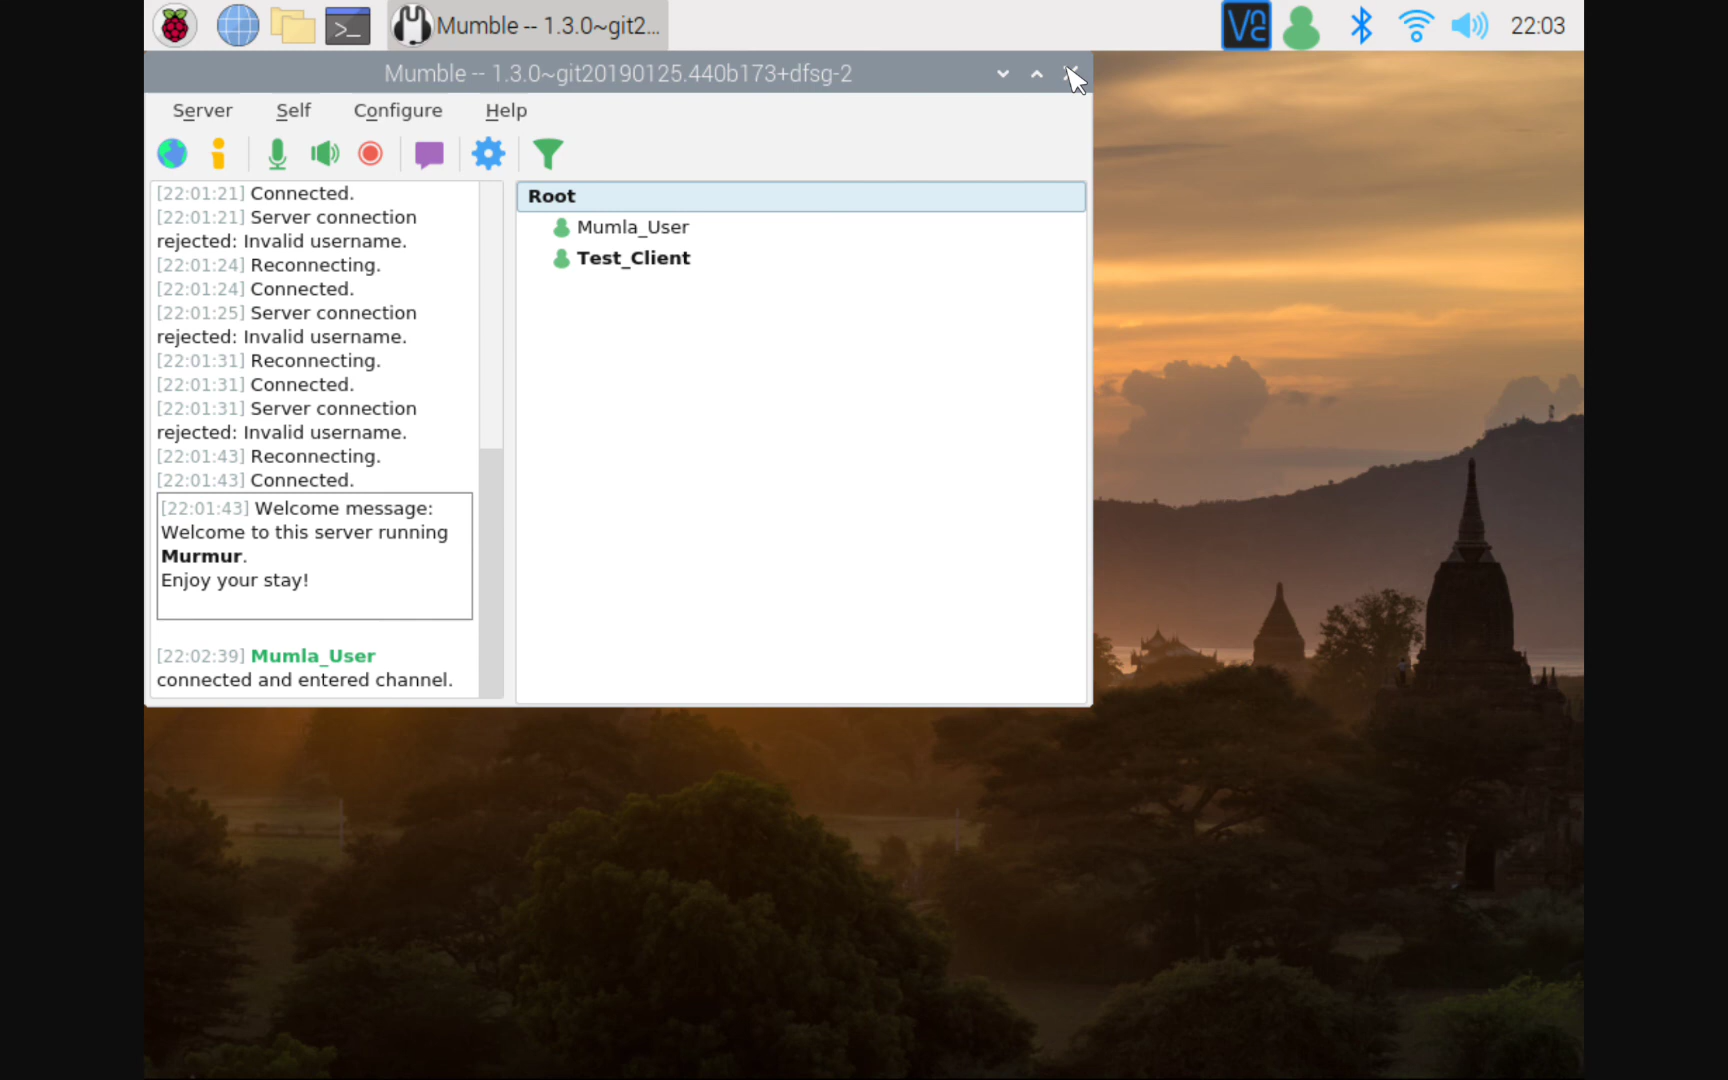 Mumble -- 1.3.0~git2...
22:03
Mumble -- 1.3.0~git20190125.440b173+dfsg-2
Server Self Configure Help
[22:01:21] Connected.
[22:01:21] Server connection
rejected: Invalid username.
[22:01:24] Reconnecting.
[22:01:24] Connected.
[22:01:25] Server connection
rejected: Invalid username.
[22:01:31] Reconnecting.
[22:01:31] Connected.
[22:01:31] Server connection
rejected: Invalid username.
[22:01:43] Reconnecting.
[22:01:43] Connected.
[22:01:43] Welcome message:
Welcome to this server running
Murmur.
Enjoy your stay!
[22:02:39] Mumla_User
connected and entered channel.
Root
Mumla_User
Test_Client